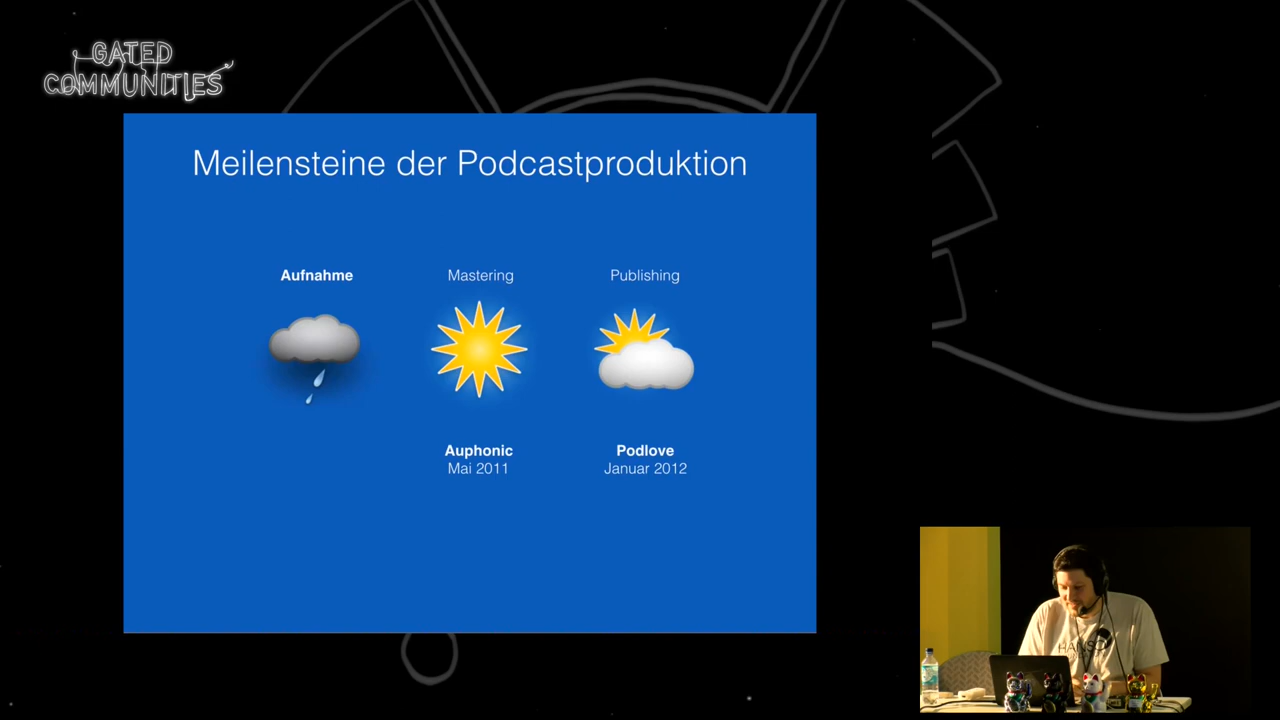 GATED
COMMUNITIES
Meilensteine der Podcastproduktion
Aufnahme
Mastering
Publishing
Auphonic
Mai 2011
Podlove
Januar 2012